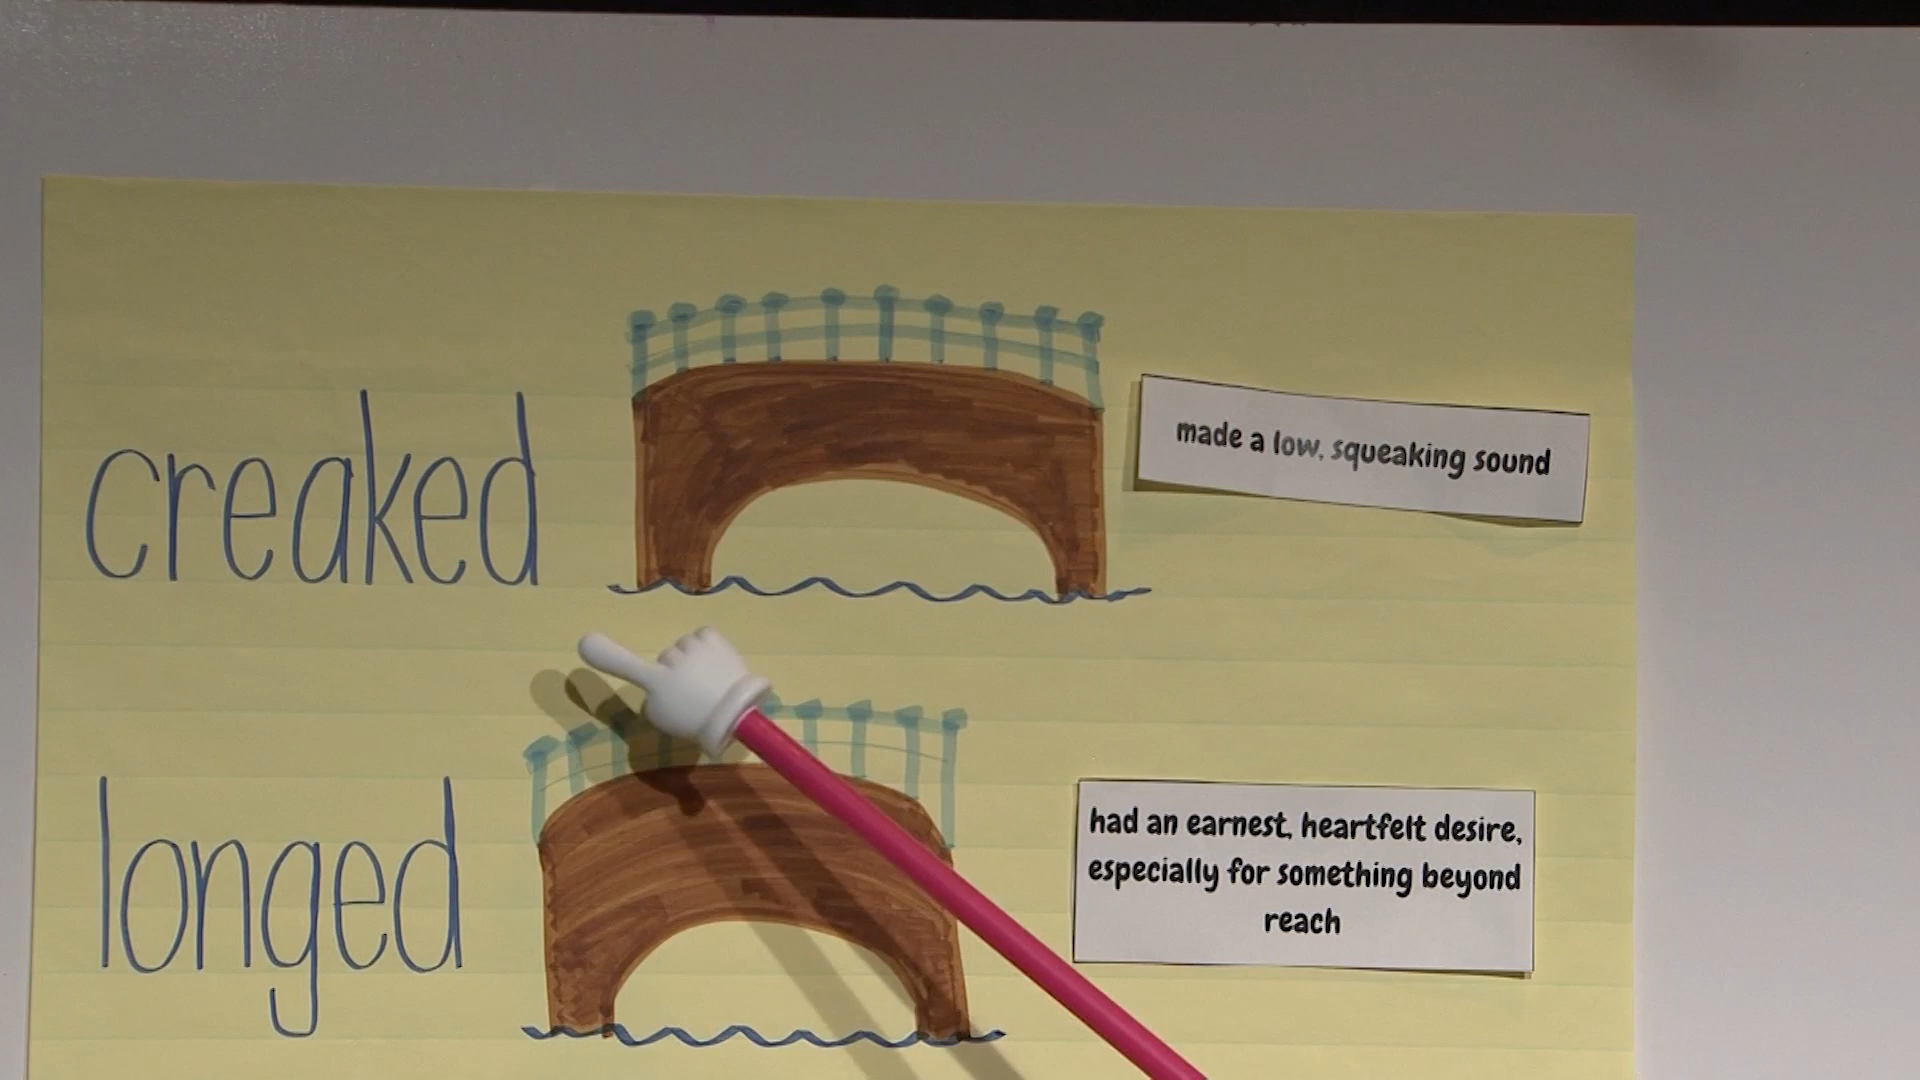 creaked
made a low, squeaking sound
longed
had an earnest, heartfelt desire,
especially for something beyond
reach